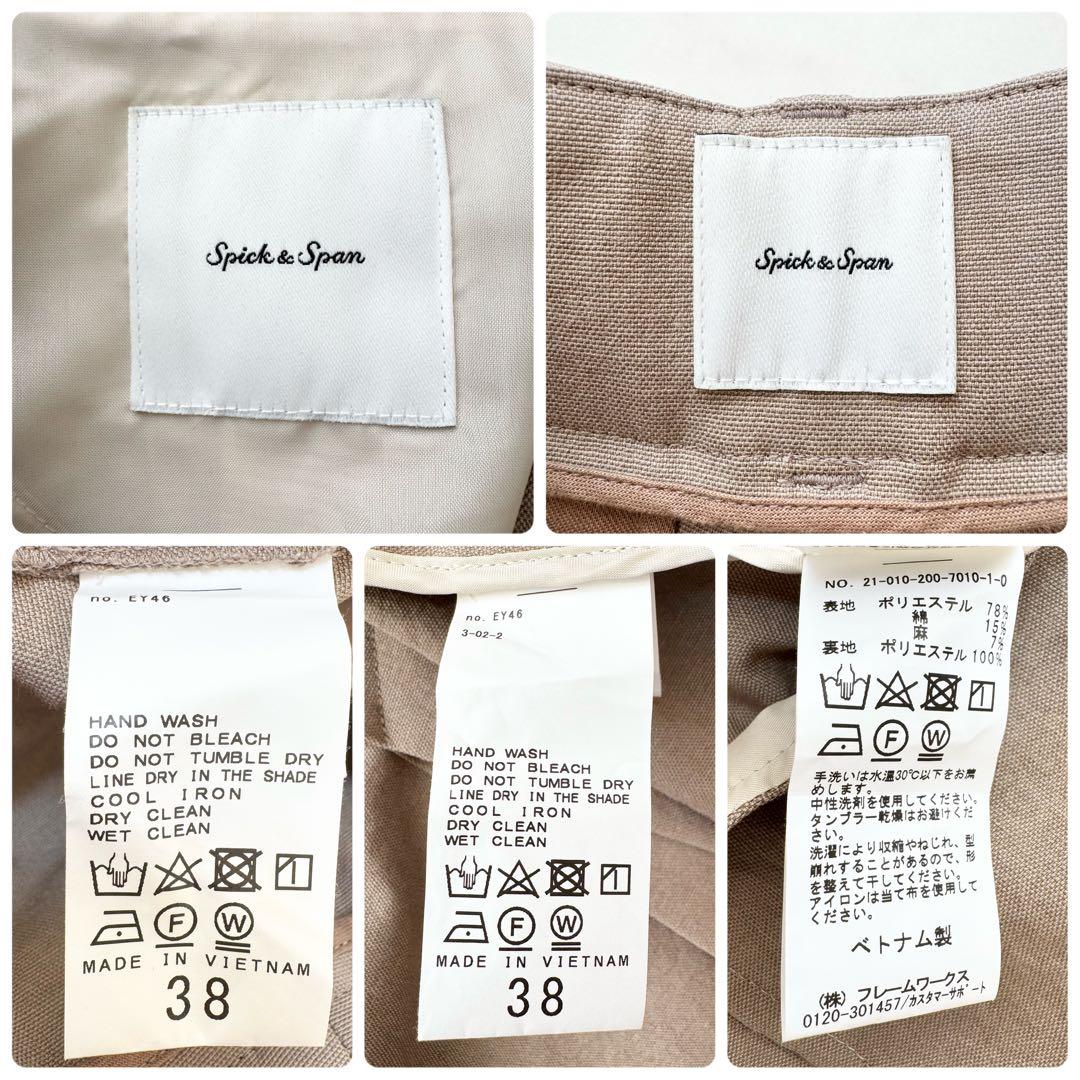 Spick & Span
Spick & Span
no. EY46
HAND WASH
DO NOT BLEACH
DO NOT TUMBLE DRY
LINE DRY IN THE SHADE
COOL IRON
DRY CLEAN
WET CLEAN
F W
MADE IN VIETNAM
38
no. EY46
3-02-2
HAND WASH
DO NOT BLEACH
DO NOT TUMBLE DRY
LINE DRY IN THE SHADE
COOL IRON
DRY CLEAN
WET CLEAN
F W
MADE IN VIETNAM
38
NO. 21-010-200-7010-1-0
表地 ポリエステル 78%
綿 15%
麻 7%
裏地 ポリエステル 100%
F W
手洗いは水温30℃以下をお薦
めします。
中性洗剤を使用してください。
タンブラー乾燥はお避けくだ
さい。
洗濯により収縮やねじれ、型
崩れすることがあるので、形
を整えて干してください。
アイロンは当て布を使用して
ください。
ベトナム製
(株) フレームワークス
0120-301457/カスタマーサポート